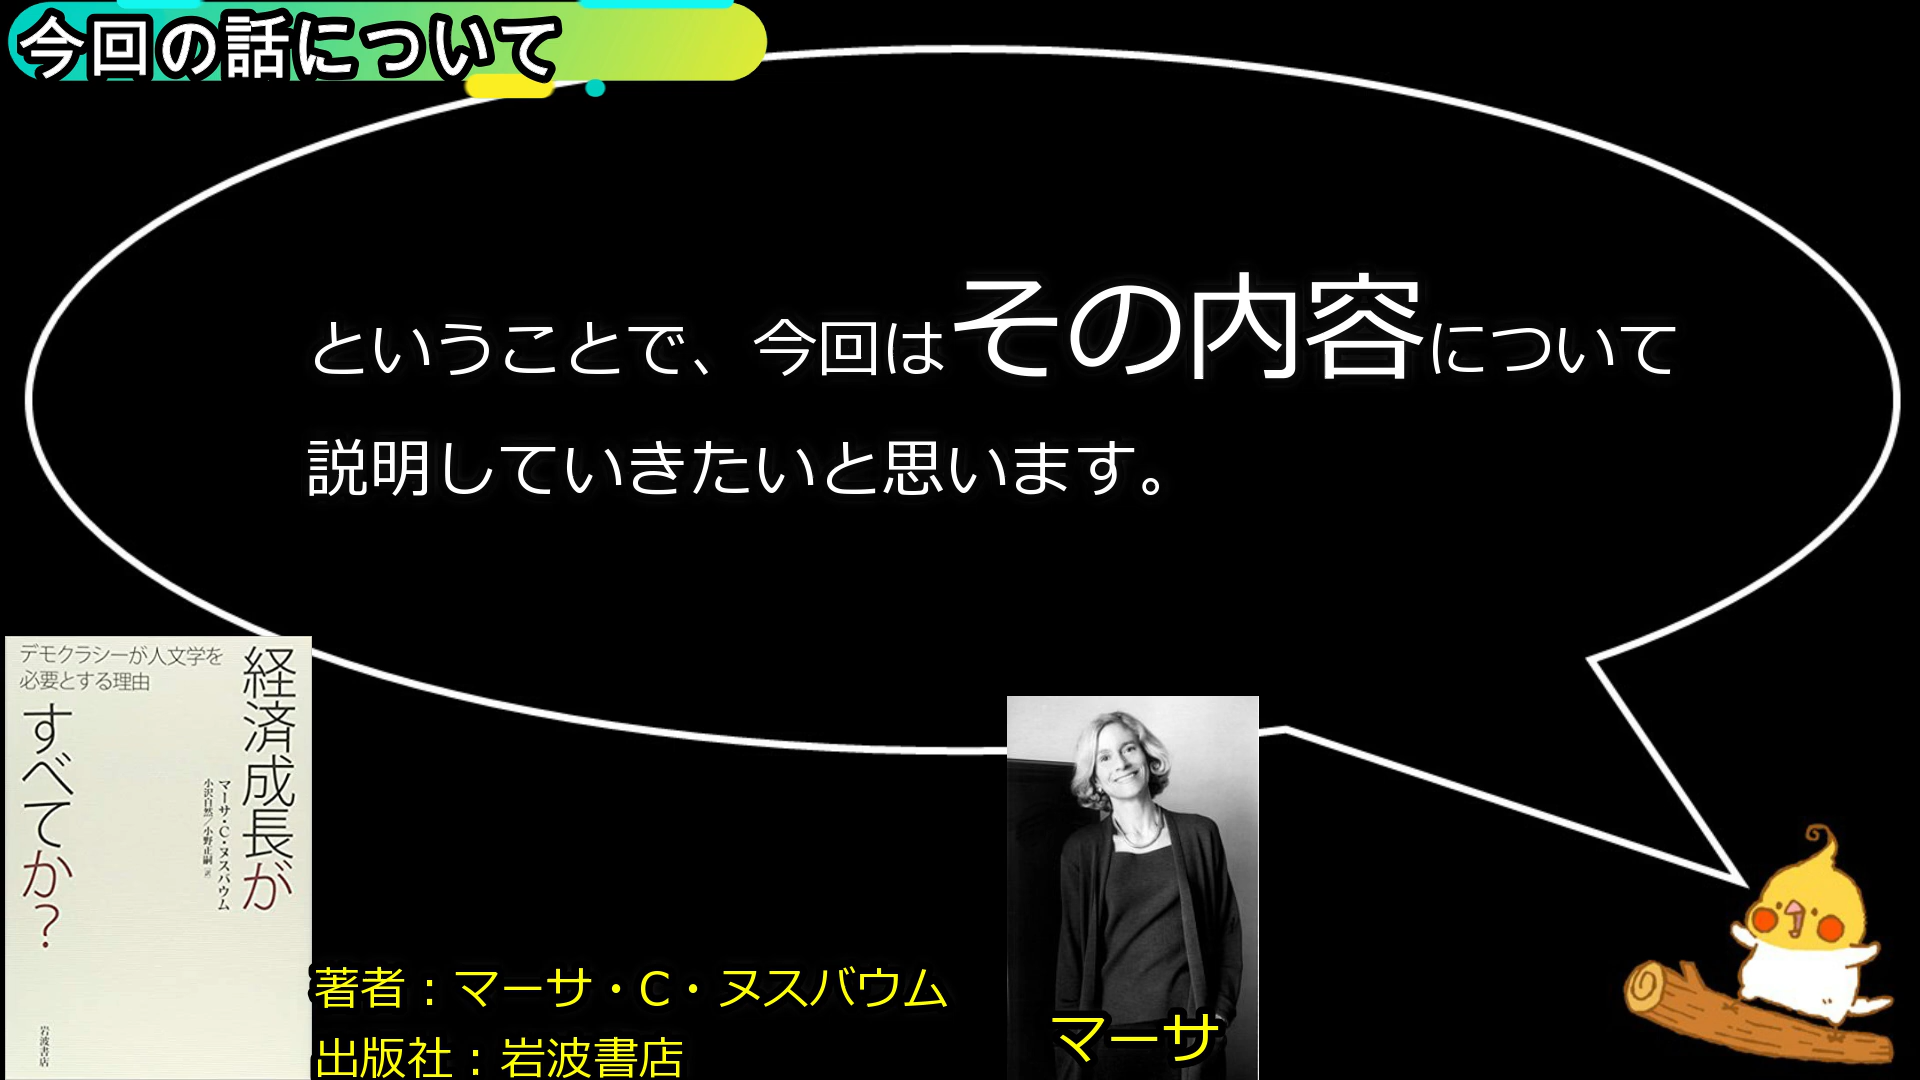 今回の話について
ということで、今回はその内容について
説明していきたいと思います。
経済成長が
すべてか？
デモクラシーが人文学を
必要とする理由
マーサ・C・ヌスバウム
小沢自然／小野正嗣 訳
岩波書店
著者：マーサ・C・ヌスバウム
出版社：岩波書店
マーサ